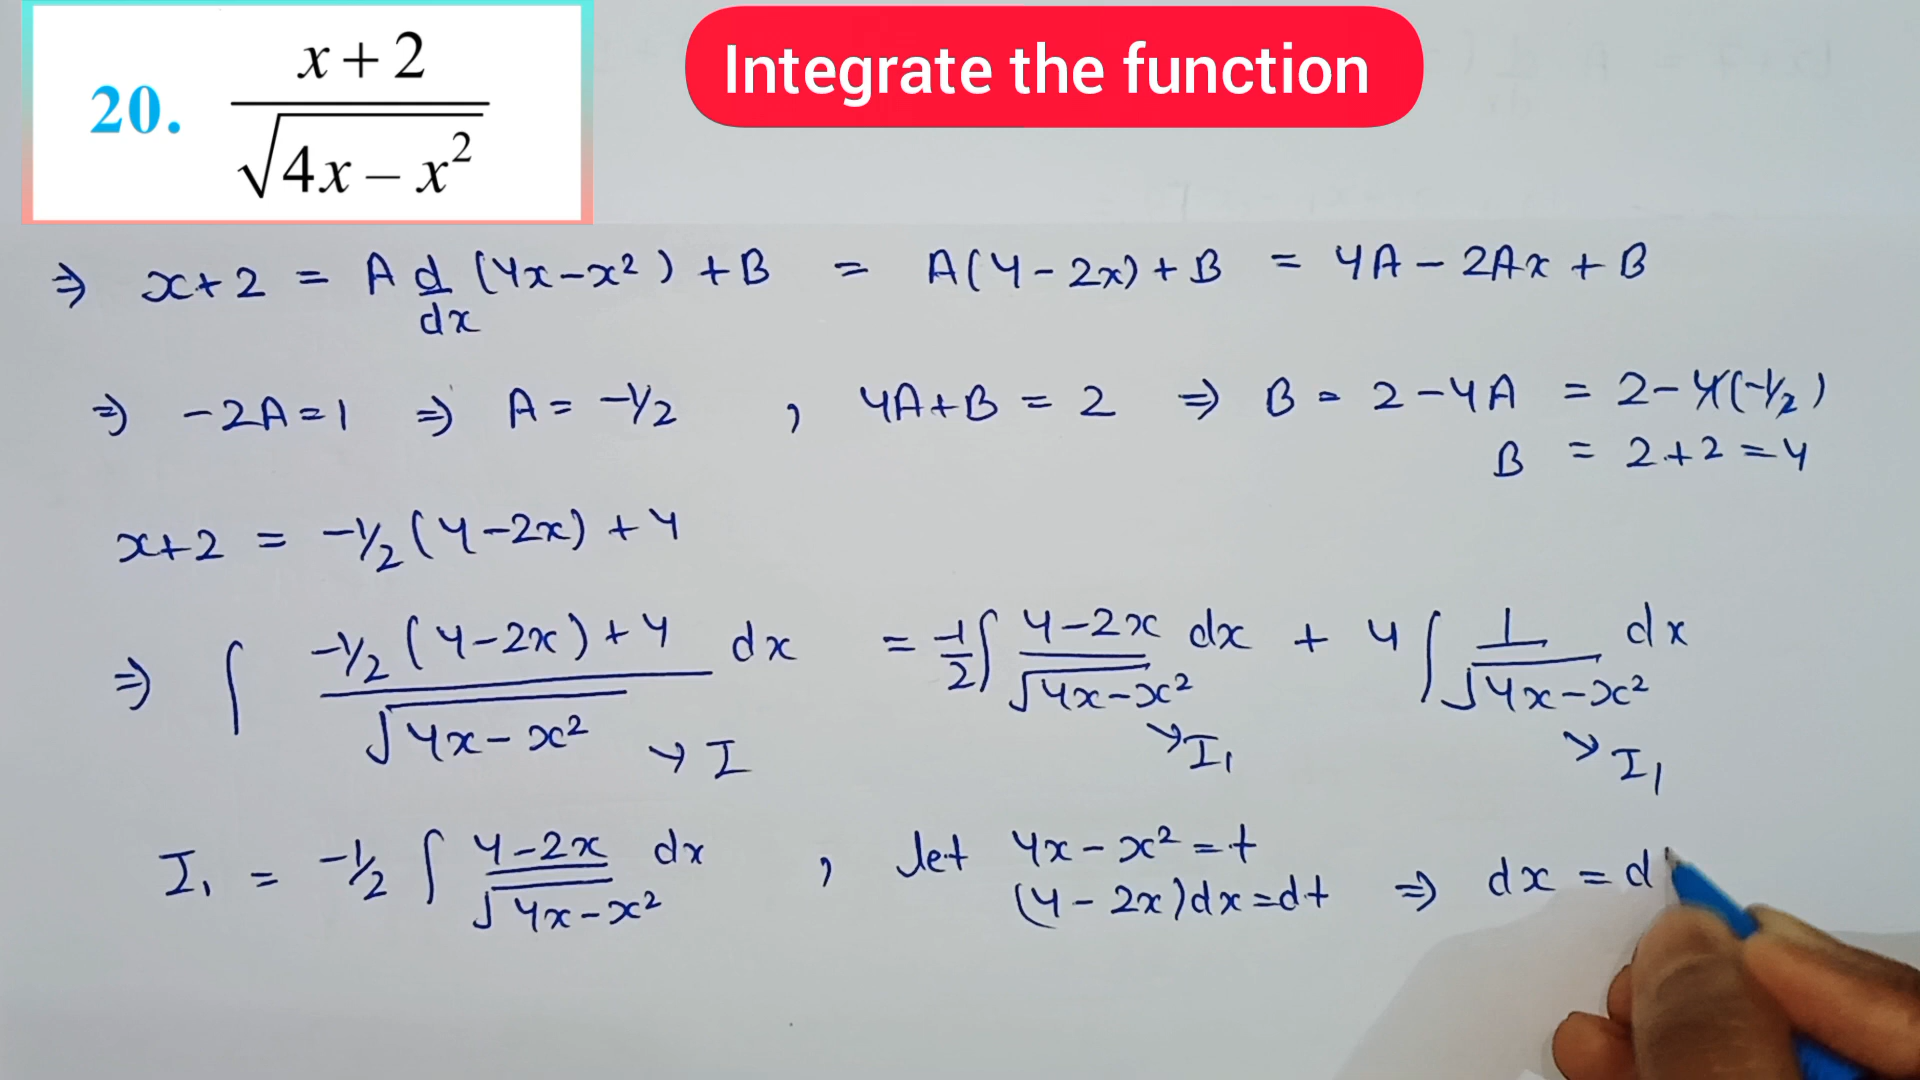 20. x+2 / √(4x – x²)
Integrate the function
⇒ x+2 = A d/dx (4x-x²) + B = A(4-2x)+B = 4A-2Ax+B
⇒ -2A=1 ⇒ A = -1/2 , 4A+B = 2 ⇒ B = 2-4A = 2-4(-1/2)
B = 2+2 = 4
x+2 = -1/2(4-2x)+4
⇒ ∫ (-1/2(4-2x)+4) / √(4x-x²) dx = -1/2 ∫ (4-2x) / √(4x-x²) dx + 4∫ 1 / √(4x-x²) dx
→ I → I₁ → I₁
I₁ = -1/2 ∫ (4-2x) / √(4x-x²) dx , let 4x-x² = t
(4-2x)dx = dt ⇒ dx = d